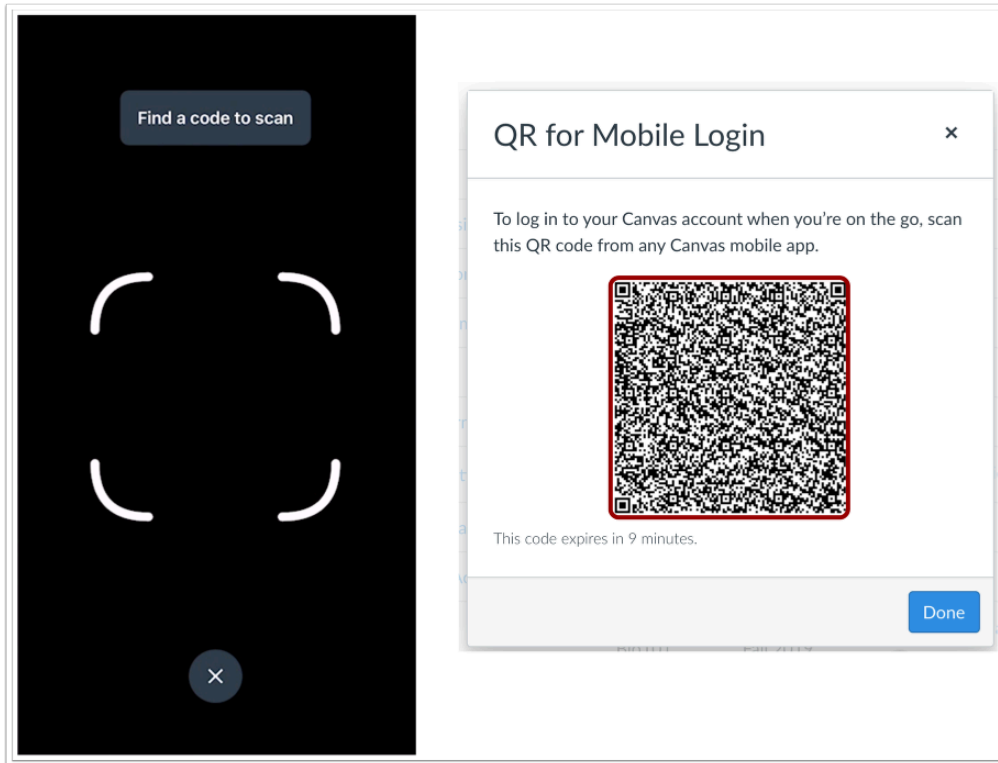 Find a code to scan
QR for Mobile Login
To log in to your Canvas account when you’re on the go, scan
this QR code from any Canvas mobile app.
This code expires in 9 minutes.
Done